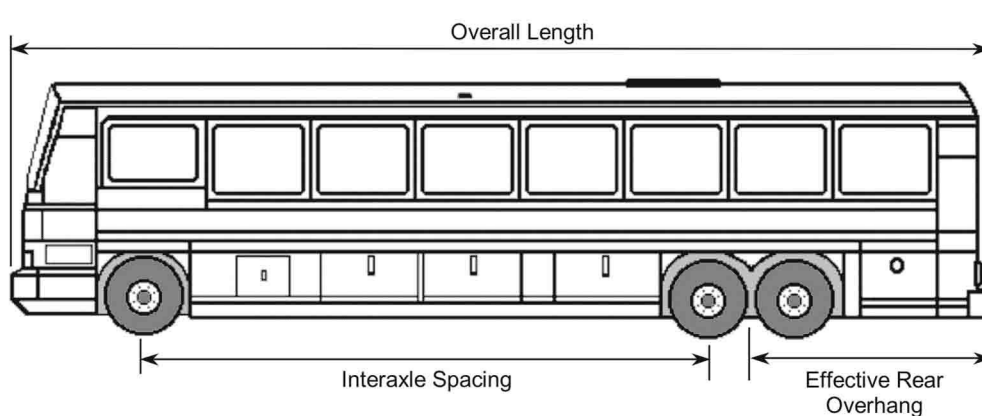 Overall Length
Interaxle Spacing
Effective Rear
Overhang